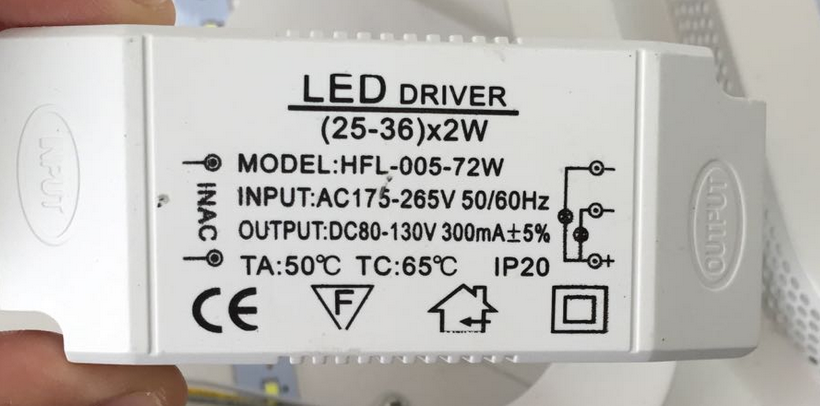 LED DRIVER
(25-36)x2W
MODEL:HFL-005-72W
INPUT:AC175-265V 50/60Hz
OUTPUT:DC80-130V 300mA±5%
TA:50℃ TC:65℃ IP20
INAC
INPUT
OUTPUT
- 
-
+
CE
F